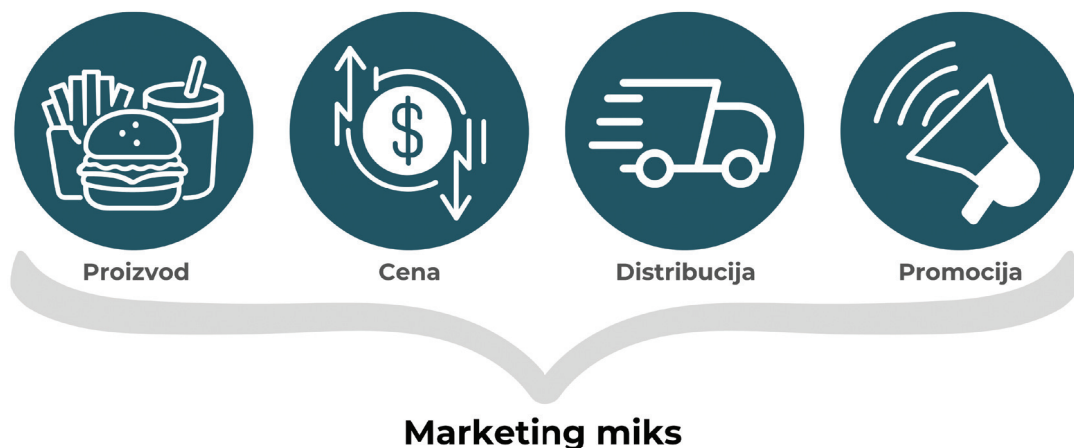 $
Proizvod
Cena
Distribucija
Promocija
Marketing miks